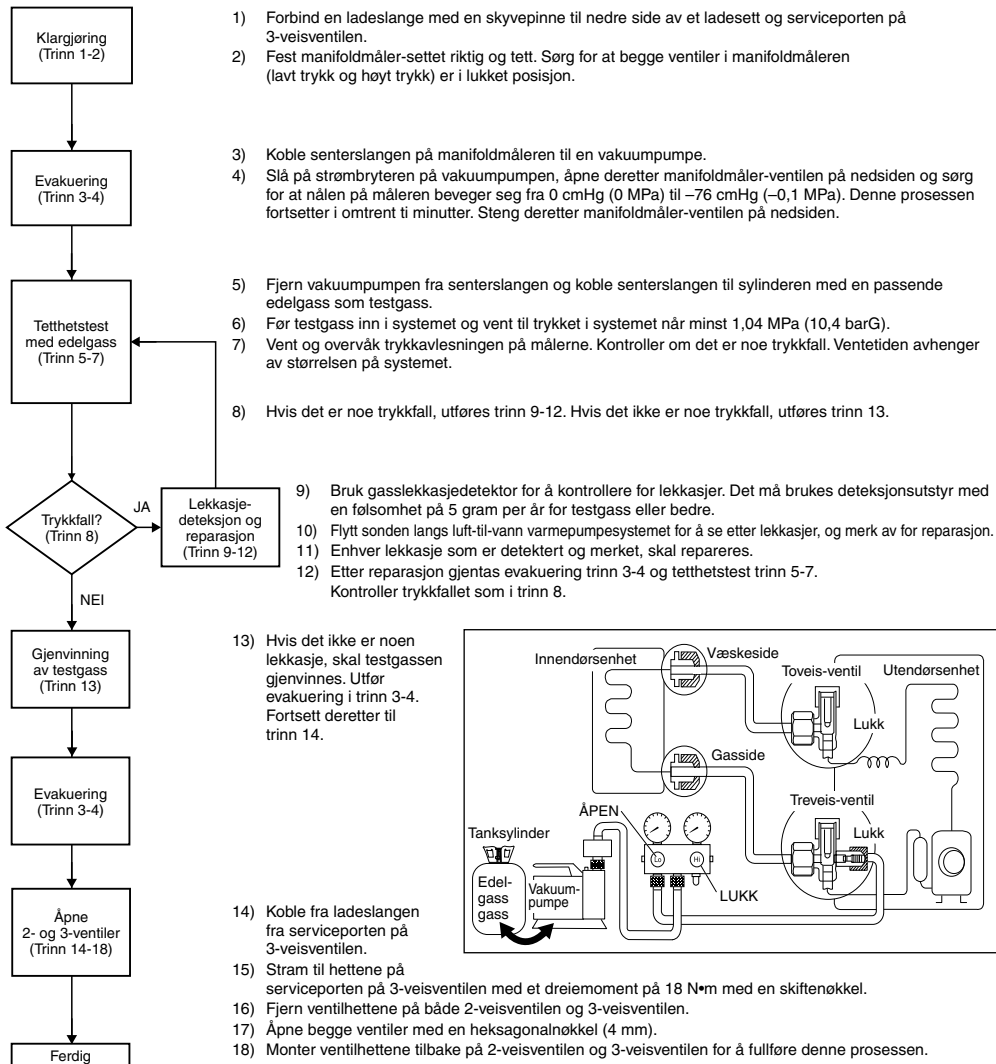 Klargjøring
(Trinn 1-2)
1) Forbind en ladeslange med en skyvepinne til nedre side av et ladesett og serviceporten på
3-veisventilen.
2) Fest manifoldmåler-settet riktig og tett. Sørg for at begge ventiler i manifoldmåleren
(lavt trykk og høyt trykk) er i lukket posisjon.
Evakuering
(Trinn 3-4)
3) Koble senterslangen på manifoldmåleren til en vakuumpumpe.
4) Slå på strømbryteren på vakuumpumpen, åpne deretter manifoldmåler-ventilen på nedsiden og sørg
for at nålen på måleren beveger seg fra 0 cmHg (0 MPa) til –76 cmHg (–0,1 MPa). Denne prosessen
fortsetter i omtrent ti minutter. Steng deretter manifoldmåler-ventilen på nedsiden.
Tetthetstest
med edelgass
(Trinn 5-7)
5) Fjern vakuumpumpen fra senterslangen og koble senterslangen til sylinderen med en passende
edelgass som testgass.
6) Før testgass inn i systemet og vent til trykket i systemet når minst 1,04 MPa (10,4 barG).
7) Vent og overvåk trykkavlesningen på målerne. Kontroller om det er noe trykkfall. Ventetiden avhenger
av størrelsen på systemet.
8) Hvis det er noe trykkfall, utføres trinn 9-12. Hvis det ikke er noe trykkfall, utføres trinn 13.
Trykkfall?
(Trinn 8)
JA
NEI
Lekkasje-
deteksjon og
reparasjon
(Trinn 9-12)
9) Bruk gasslekkasjedetektor for å kontrollere for lekkasjer. Det må brukes deteksjonsutstyr med
en følsomhet på 5 gram per år for testgass eller bedre.
10) Flytt sonden langs luft-til-vann varmepumpesystemet for å se etter lekkasjer, og merk av for reparasjon.
11) Enhver lekkasje som er detektert og merket, skal repareres.
12) Etter reparasjon gjentas evakuering trinn 3-4 og tetthetstest trinn 5-7.
Kontroller trykkfallet som i trinn 8.
Gjenvinning
av testgass
(Trinn 13)
13) Hvis det ikke er noen
lekkasje, skal testgassen
gjenvinnes. Utfør
evakuering i trinn 3-4.
Fortsett deretter til
trinn 14.
Evakuering
(Trinn 3-4)
Innendørsenhet
Væskeside
Toveis-ventil
Utendørsenhet
Lukk
Gasside
Treveis-ventil
Lukk
ÅPEN
Lo
Hi
LUKK
Tanksylinder
Edel-
gass
gass
Vakuum-
pumpe
Åpne
2- og 3-ventiler
(Trinn 14-18)
14) Koble fra ladeslangen
fra serviceporten på
3-veisventilen.
15) Stram til hettene på
serviceporten på 3-veisventilen med et dreiemoment på 18 N•m med en skiftenøkkel.
16) Fjern ventilhettene på både 2-veisventilen og 3-veisventilen.
17) Åpne begge ventiler med en heksagonalnøkkel (4 mm).
18) Monter ventilhettene tilbake på 2-veisventilen og 3-veisventilen for å fullføre denne prosessen.
Ferdig